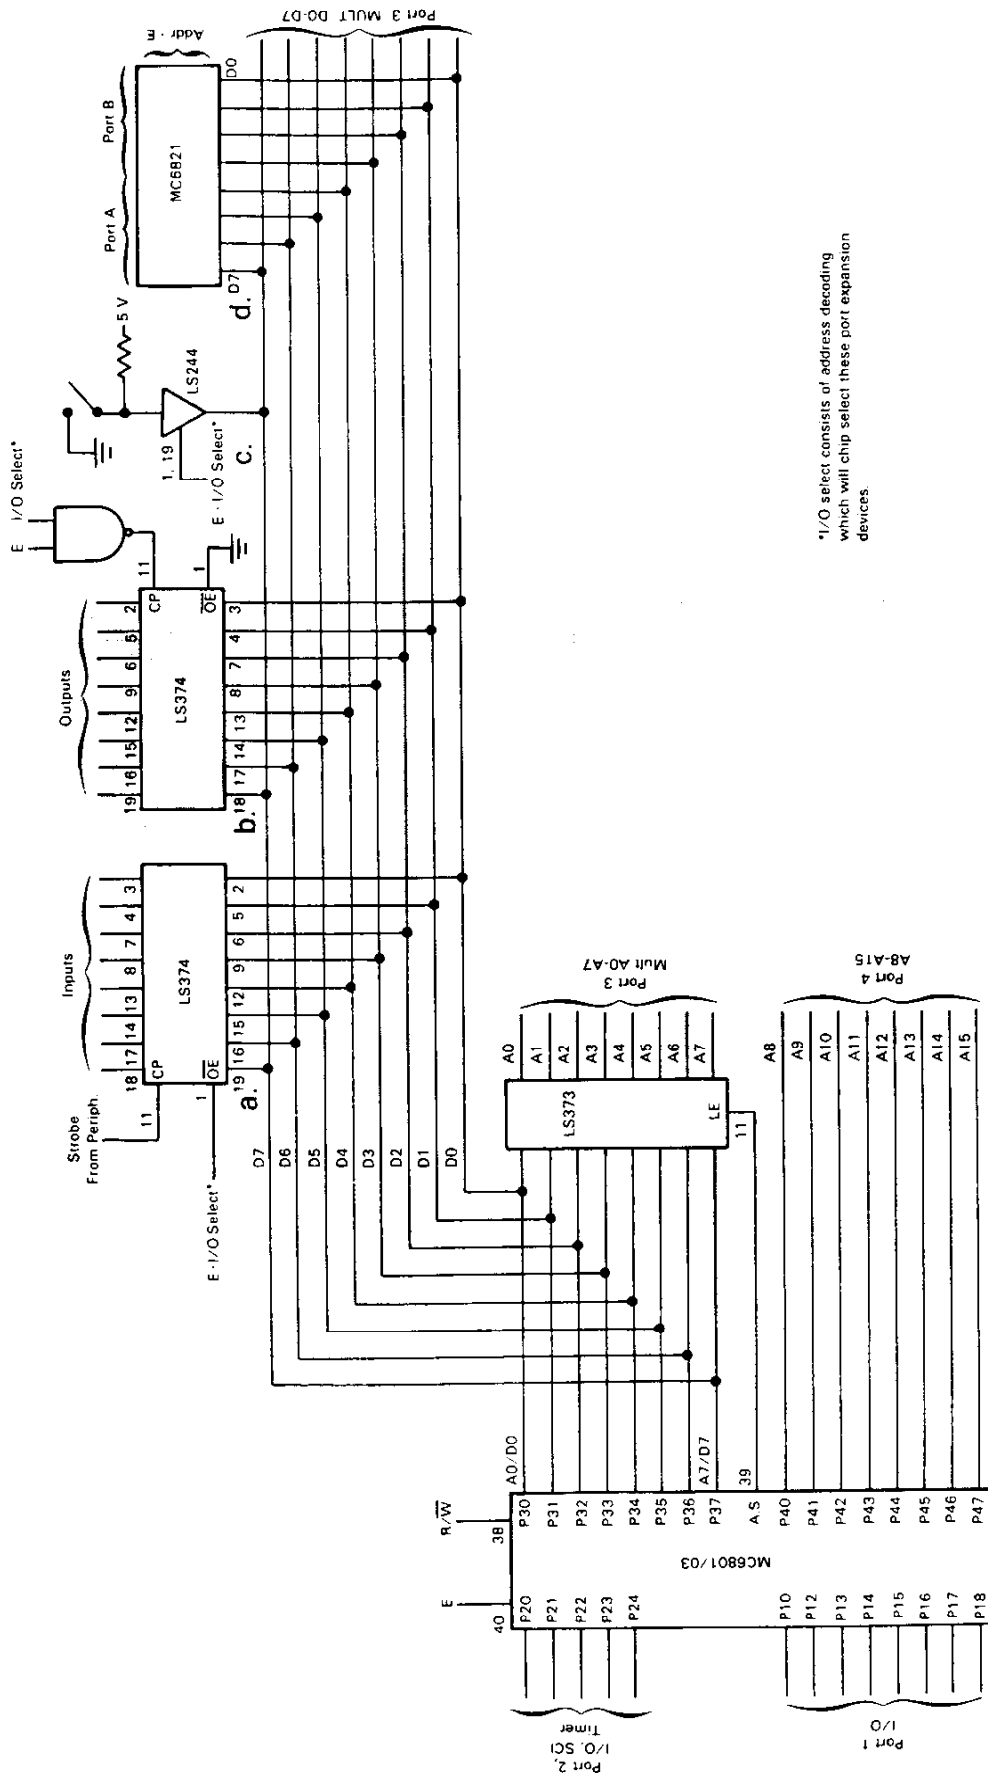 Port 3 MULT D0-D7
Addr · E
D0
Port B
MC6821
Port A
D7
d.
5 V
LS244
1, 19
E · I/O Select*
c.
I/O Select*
E
11
1
CP
OE
2
5
6
9
12
15
16
19
Outputs
LS374
3
4
7
8
13
14
17
18
b.
Inputs
3
4
7
8
13
14
17
18
LS374
CP
OE
2
5
6
9
12
15
16
19
a.
Strobe
From Periph.
11
1
E · I/O Select*
D7
D6
D5
D4
D3
D2
D1
D0
*I/O select consists of address decoding
which will chip select these port expansion
devices.
Port 3
Mult A0-A7
Port 4
A8-A15
A0
A1
A2
A3
A4
A5
A6
A7
LS373
LE
11
A8
A9
A10
A11
A12
A13
A14
A15
A0/D0
A7/D7
39
R/W
38
E
40
P30
P31
P32
P33
P34
P35
P36
P37
A.S
P40
P41
P42
P43
P44
P45
P46
P47
MC6801/03
P20
P21
P22
P23
P24
P10
P12
P13
P14
P15
P16
P17
P18
Port 2,
I/O, SCI
Timer
Port 1
I/O